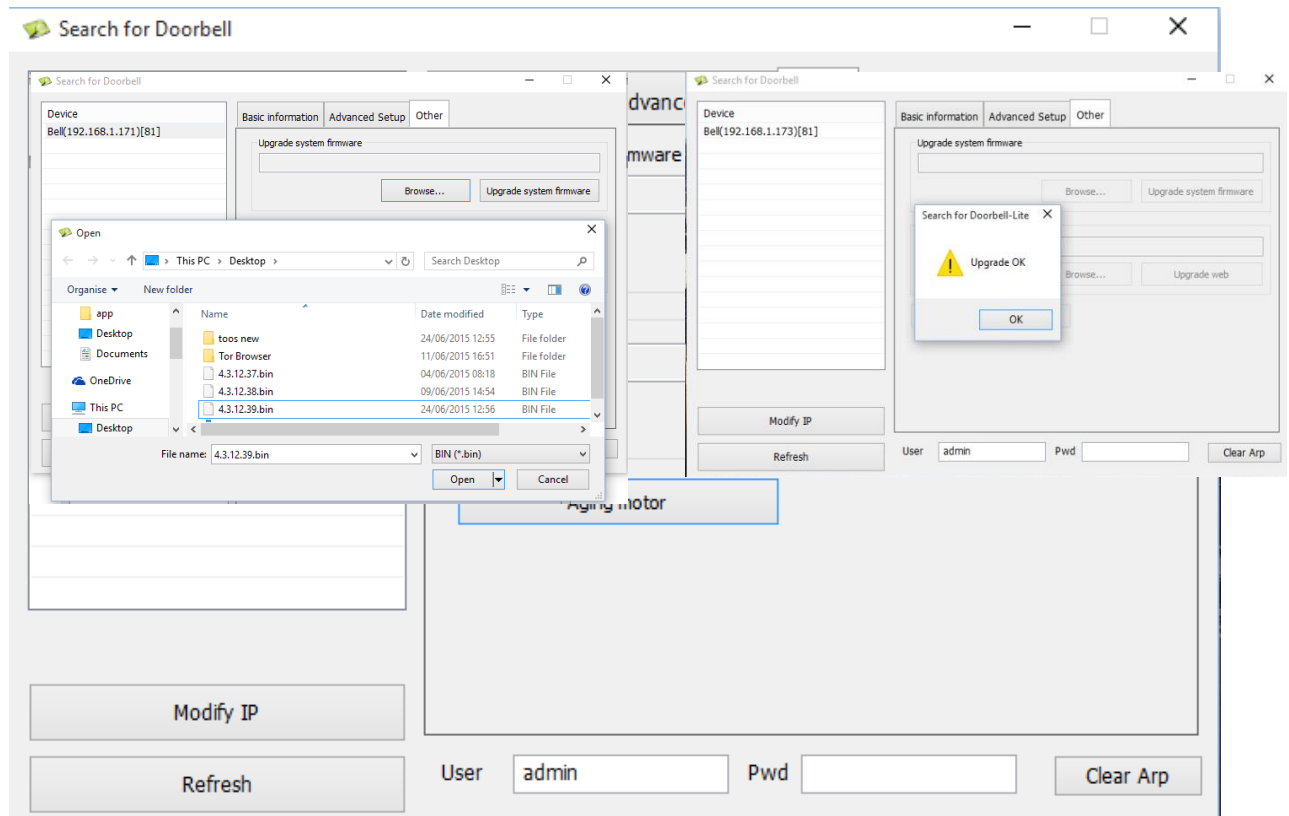 Search for Doorbell
Search for Doorbell
Device
Bell(192.168.1.171)[81]
Basic information
Advanced Setup
Other
Upgrade system firmware
Browse...
Upgrade system firmware
Open
This PC > Desktop >
Search Desktop
Organise
New folder
app
Desktop
Documents
OneDrive
This PC
Desktop
Name
Date modified
Type
toos new
24/06/2015 12:55
File folder
Tor Browser
11/06/2015 16:51
File folder
4.3.12.37.bin
04/06/2015 08:18
BIN File
4.3.12.38.bin
09/06/2015 14:54
BIN File
4.3.12.39.bin
24/06/2015 12:56
BIN File
File name:
4.3.12.39.bin
BIN (*.bin)
Open
Cancel
dvanc
mware
Search for Doorbell
Device
Bell(192.168.1.173)[81]
Basic information
Advanced Setup
Other
Upgrade system firmware
Browse...
Upgrade system firmware
Search for Doorbell-Lite
Upgrade OK
OK
Browse...
Upgrade web
Modify IP
Refresh
User
admin
Pwd
Clear Arp
Aging motor
Modify IP
Refresh
User
admin
Pwd
Clear Arp